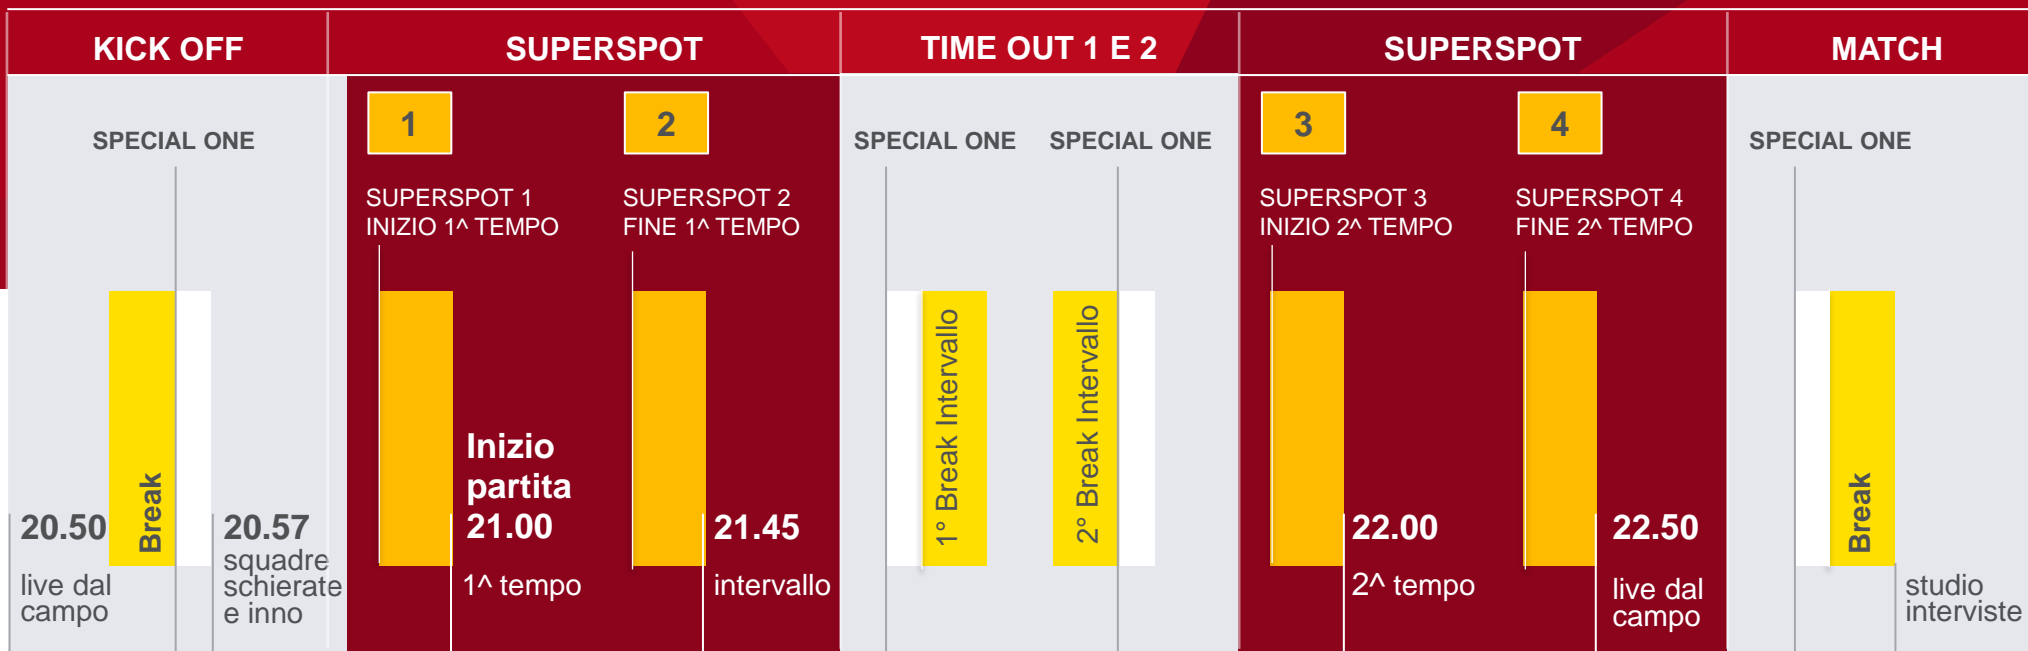 KICK OFF
SUPERSPOT
TIME OUT 1 E 2
SUPERSPOT
MATCH
SPECIAL ONE
Break
20.50
live dal
campo
20.57
squadre
schierate
e inno
1
SUPERSPOT 1
INIZIO 1^ TEMPO
Inizio
partita
21.00
1^ tempo
2
SUPERSPOT 2
FINE 1^ TEMPO
21.45
intervallo
SPECIAL ONE
1° Break Intervallo
SPECIAL ONE
2° Break Intervallo
3
SUPERSPOT 3
INIZIO 2^ TEMPO
22.00
2^ tempo
4
SUPERSPOT 4
FINE 2^ TEMPO
22.50
live dal
campo
SPECIAL ONE
Break
studio
interviste